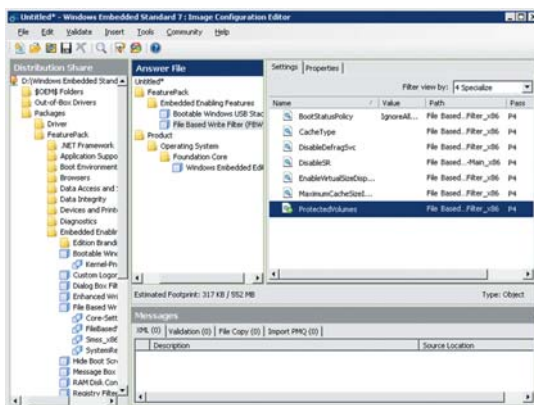 Untitled* - Windows Embedded Standard 7 : Image Configuration Editor
File Edit Validate Insert Tools Community Help
Distribution Share
D:\Windows Embedded Stand
$OEM$ Folders
Out-of-Box Drivers
Packages
Driver
FeaturePack
.NET Framework
Application Suppo
Boot Environment
Browsers
Data Access and
Data Integrity
Devices and Print
Diagnostics
Embedded Enabli
Edition Brandi
Bootable Wind
Kernel-Pn
Custom Logor
Dialog Box Filt
Enhanced Wri
File Based Wr
Core-Sett
FileBased
Smss_x86
SystemRe
Hide Boot Scr
Message Box
RAM Disk Con
Registry Filter
Answer File
Untitled*
FeaturePack
Embedded Enabling Features
Bootable Windows USB Stac
File Based Write Filter (FBW
Product
Operating System
Foundation Core
Windows Embedded Edi
Settings Properties
Filter view by: 4 Specialize
Name Value Path Pass
BootStatusPolicy IgnoreAll... File Based..Filter_x86 P4
CacheType File Based..Filter_x86 P4
DisableDefragSvc File Based..Filter_x86 P4
DisableSR File Based..-Main_x86 P4
EnableVirtualSizeDisp... File Based..Filter_x86 P4
MaximumCacheSizeI... File Based..Filter_x86 P4
ProtectedVolumes File Based..Filter_x86 P4
Estimated Footprint: 317 KB / 552 MB Type: Object
Messages
XML (0) Validation (0) File Copy (0) Import PMQ (0)
Description Source Location